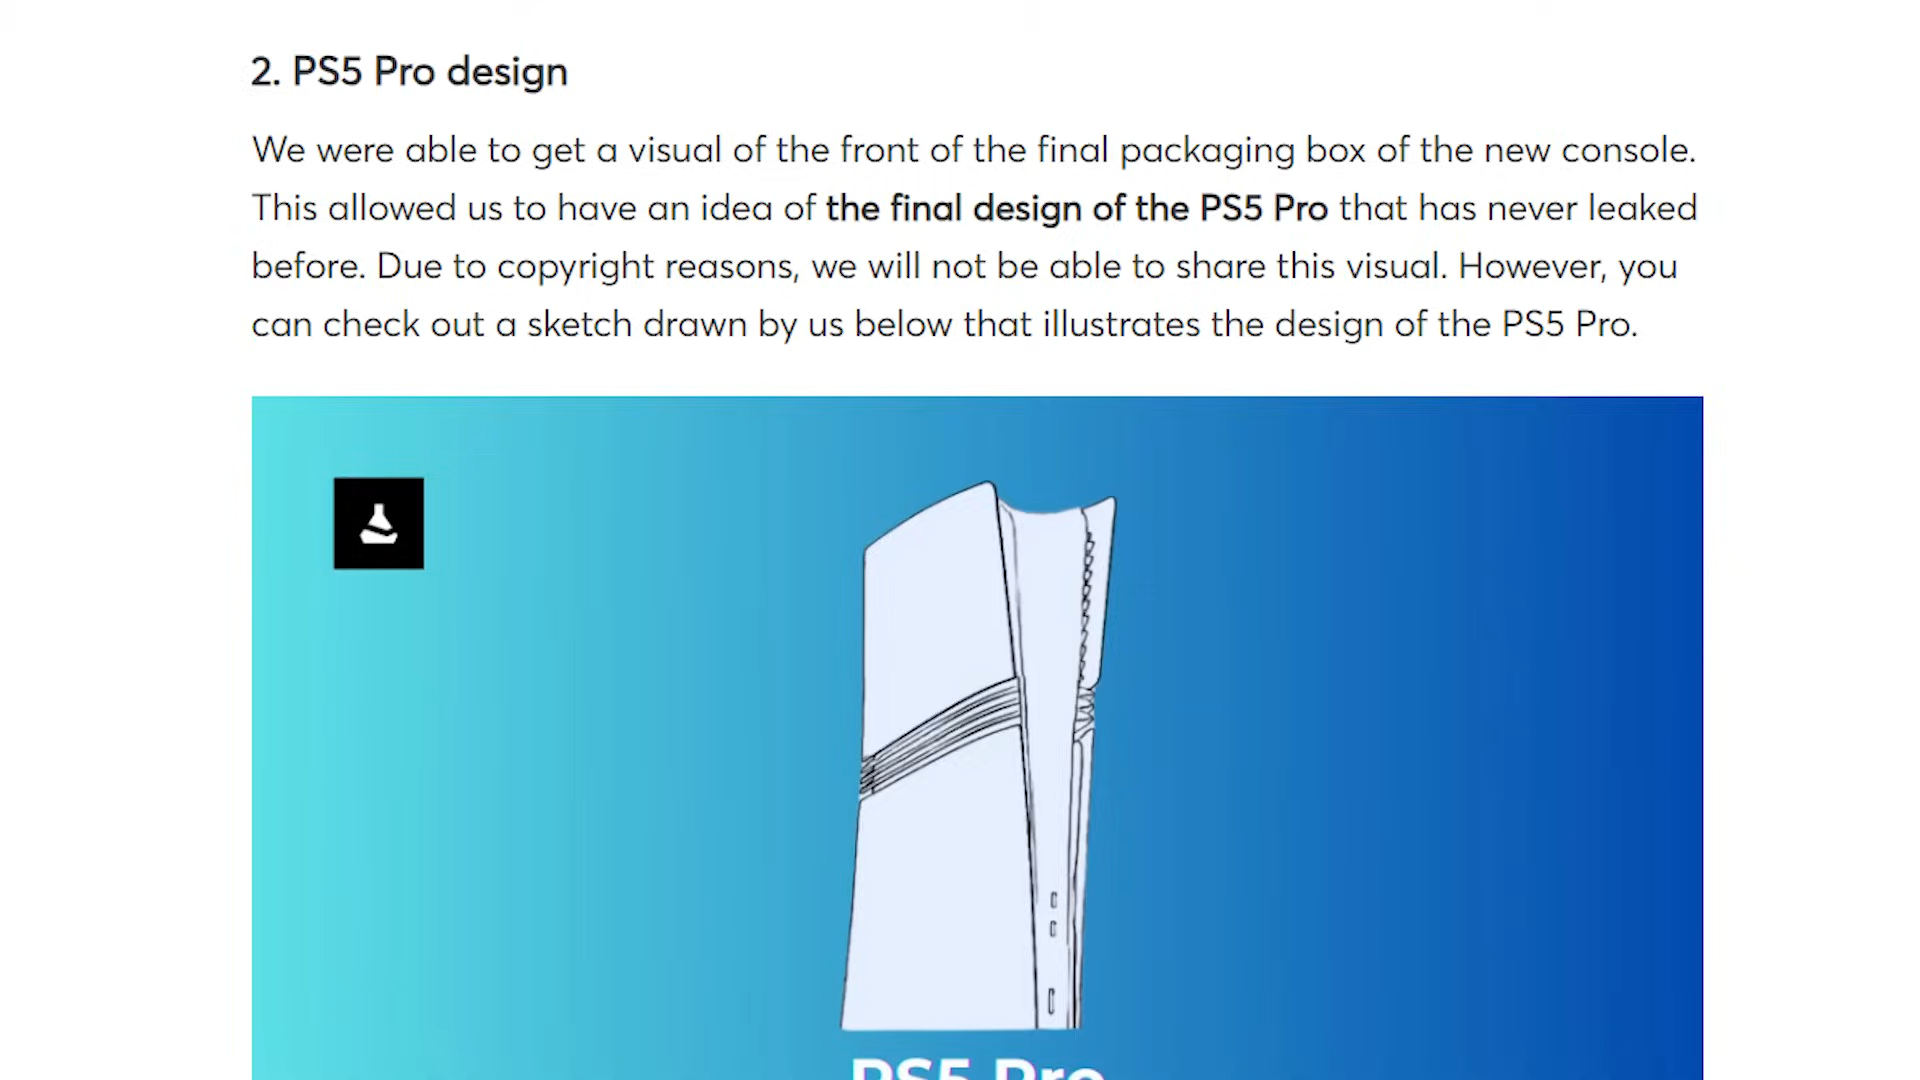 2. PS5 Pro design
We were able to get a visual of the front of the final packaging box of the new console.
This allowed us to have an idea of the final design of the PS5 Pro that has never leaked
before. Due to copyright reasons, we will not be able to share this visual. However, you
can check out a sketch drawn by us below that illustrates the design of the PS5 Pro.
PS5 Pro